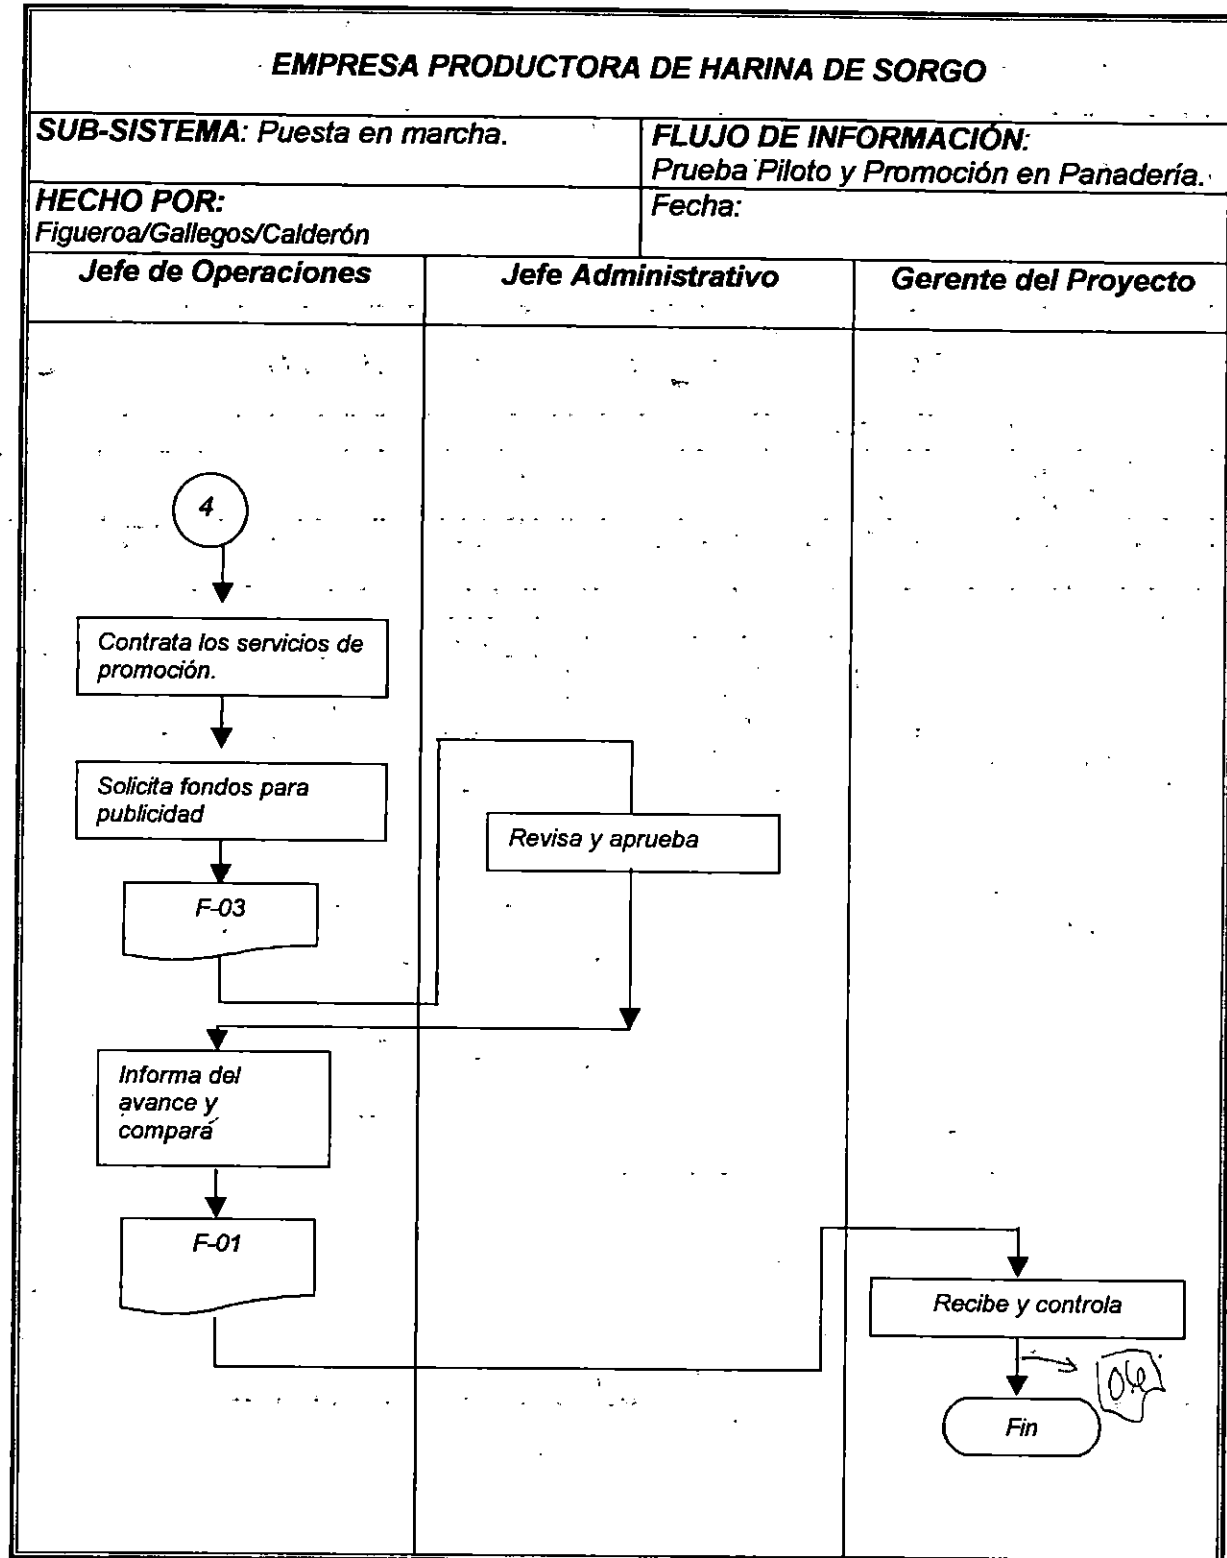 EMPRESA PRODUCTORA DE HARINA DE SORGO
SUB-SISTEMA: Puesta en marcha.
FLUJO DE INFORMACIÓN:
Prueba Piloto y Promoción en Panadería.
HECHO POR:
Figueroa/Gallegos/Calderón
Fecha:
Jefe de Operaciones
Jefe Administrativo
Gerente del Proyecto
4
Contrata los servicios de
promoción.
Solicita fondos para
publicidad
Revisa y aprueba
F-03
Informa del
avance y
compara
F-01
Recibe y controla
Fin